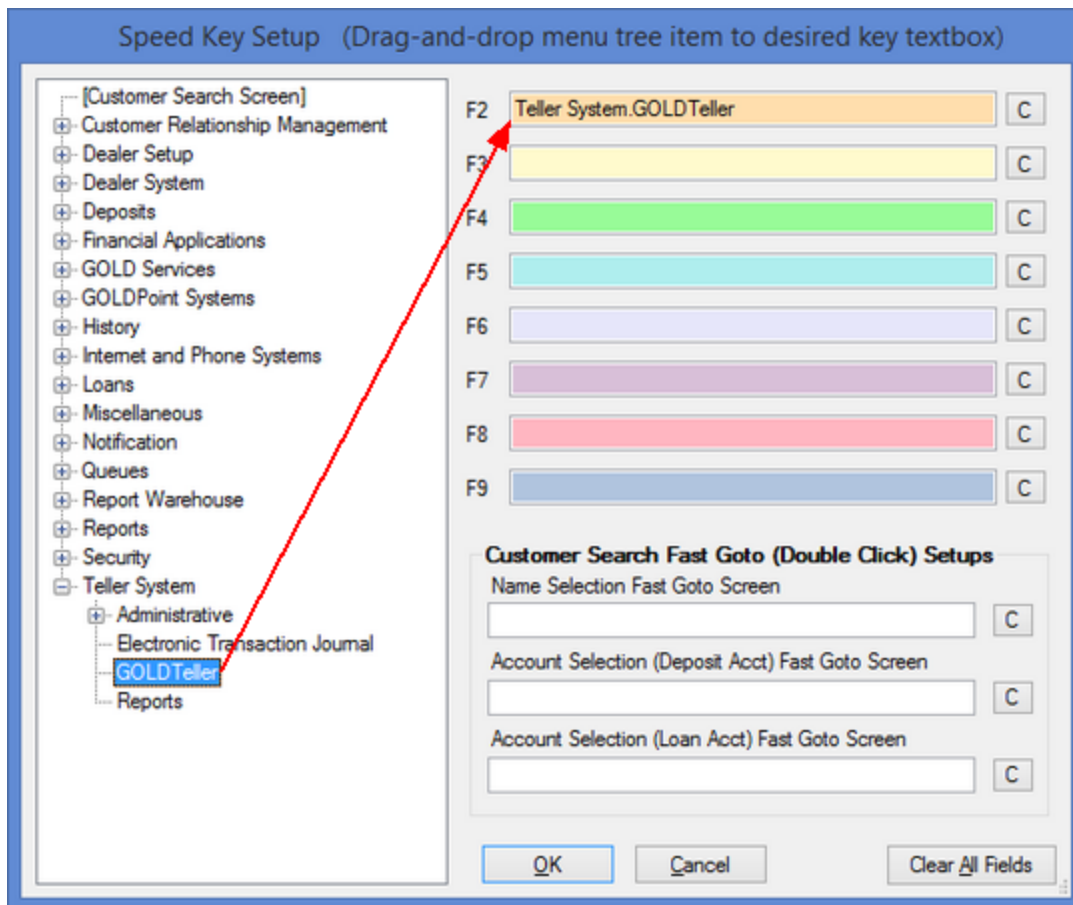 Speed Key Setup (Drag-and-drop menu tree item to desired key textbox)
[Customer Search Screen]
Customer Relationship Management
Dealer Setup
Dealer System
Deposits
Financial Applications
GOLD Services
GOLDPoint Systems
History
Internet and Phone Systems
Loans
Miscellaneous
Notification
Queues
Report Warehouse
Reports
Security
Teller System
Administrative
Electronic Transaction Journal
GOLDTeller
Reports
F2 Teller System.GOLDTeller C
F3 C
F4 C
F5 C
F6 C
F7 C
F8 C
F9 C
Customer Search Fast Goto (Double Click) Setups
Name Selection Fast Goto Screen
C
Account Selection (Deposit Acct) Fast Goto Screen
C
Account Selection (Loan Acct) Fast Goto Screen
C
OK Cancel Clear All Fields